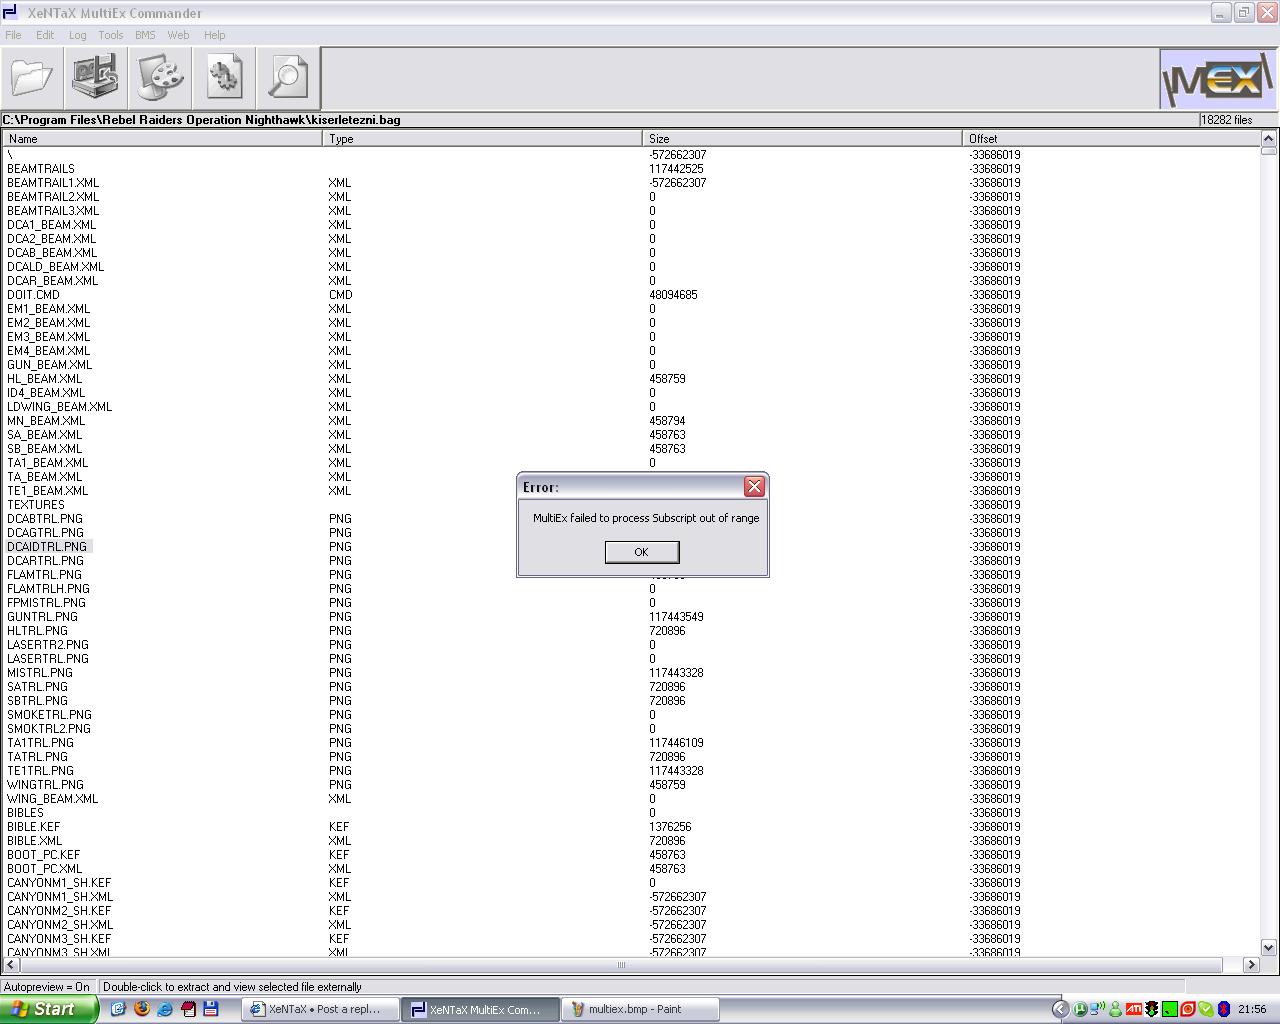 XeNTaX MultiEx Commander
File Edit Log Tools BMS Web Help
MEX
C:\Program Files\Rebel Raiders Operation Nighthawk\kiserletezni.bag 18282 files
Name Type Size Offset
\ -572662307 -33686019
BEAMTRAILS 117442525 -33686019
BEAMTRAIL1.XML XML -572662307 -33686019
BEAMTRAIL2.XML XML 0 -33686019
BEAMTRAIL3.XML XML 0 -33686019
DCA1_BEAM.XML XML 0 -33686019
DCA2_BEAM.XML XML 0 -33686019
DCAB_BEAM.XML XML 0 -33686019
DCALD_BEAM.XML XML 0 -33686019
DCAR_BEAM.XML XML 0 -33686019
DOIT.CMD CMD 48094685 -33686019
EM1_BEAM.XML XML 0 -33686019
EM2_BEAM.XML XML 0 -33686019
EM3_BEAM.XML XML 0 -33686019
EM4_BEAM.XML XML 0 -33686019
GUN_BEAM.XML XML 0 -33686019
HL_BEAM.XML XML 458759 -33686019
ID4_BEAM.XML XML 0 -33686019
LDWING_BEAM.XML XML 0 -33686019
MN_BEAM.XML XML 458794 -33686019
SA_BEAM.XML XML 458763 -33686019
SB_BEAM.XML XML 458763 -33686019
TA1_BEAM.XML XML 0 -33686019
TA_BEAM.XML XML -33686019
TE1_BEAM.XML XML -33686019
TEXTURES -33686019
DCABTRL.PNG PNG -33686019
DCAGTRL.PNG PNG -33686019
DCAIDTRL.PNG PNG -33686019
DCARTRL.PNG PNG -33686019
FLAMTRL.PNG PNG -33686019
FLAMTRLH.PNG PNG 0 -33686019
FPMISTRL.PNG PNG 0 -33686019
GUNTRL.PNG PNG 117443549 -33686019
HLTRL.PNG PNG 720896 -33686019
LASERTR2.PNG PNG 0 -33686019
LASERTRL.PNG PNG 0 -33686019
MISTRL.PNG PNG 117443328 -33686019
SATRL.PNG PNG 720896 -33686019
SBTRL.PNG PNG 720896 -33686019
SMOKETRL.PNG PNG 0 -33686019
SMOKTRL2.PNG PNG 0 -33686019
TA1TRL.PNG PNG 117446109 -33686019
TATRL.PNG PNG 720896 -33686019
TE1TRL.PNG PNG 117443328 -33686019
WINGTRL.PNG PNG 458759 -33686019
WING_BEAM.XML XML 0 -33686019
BIBLES 0 -33686019
BIBLE.KEF KEF 1376256 -33686019
BIBLE.XML XML 720896 -33686019
BOOT_PC.KEF KEF 458763 -33686019
BOOT_PC.XML XML 458763 -33686019
CANYONM1_SH.KEF KEF 0 -33686019
CANYONM1_SH.XML XML -572662307 -33686019
CANYONM2_SH.KEF KEF -572662307 -33686019
CANYONM2_SH.XML XML -572662307 -33686019
CANYONM3_SH.KEF KEF -572662307 -33686019
CANYONM3_SH.XML XML -572662307 -33686019
Error:
MultiEx failed to process Subscript out of range
OK
Autopreview = On Double-click to extract and view selected file externally
Start XeNTaX • Post a repl... XeNTaX MultiEx Com... multiex.bmp - Paint 21:56